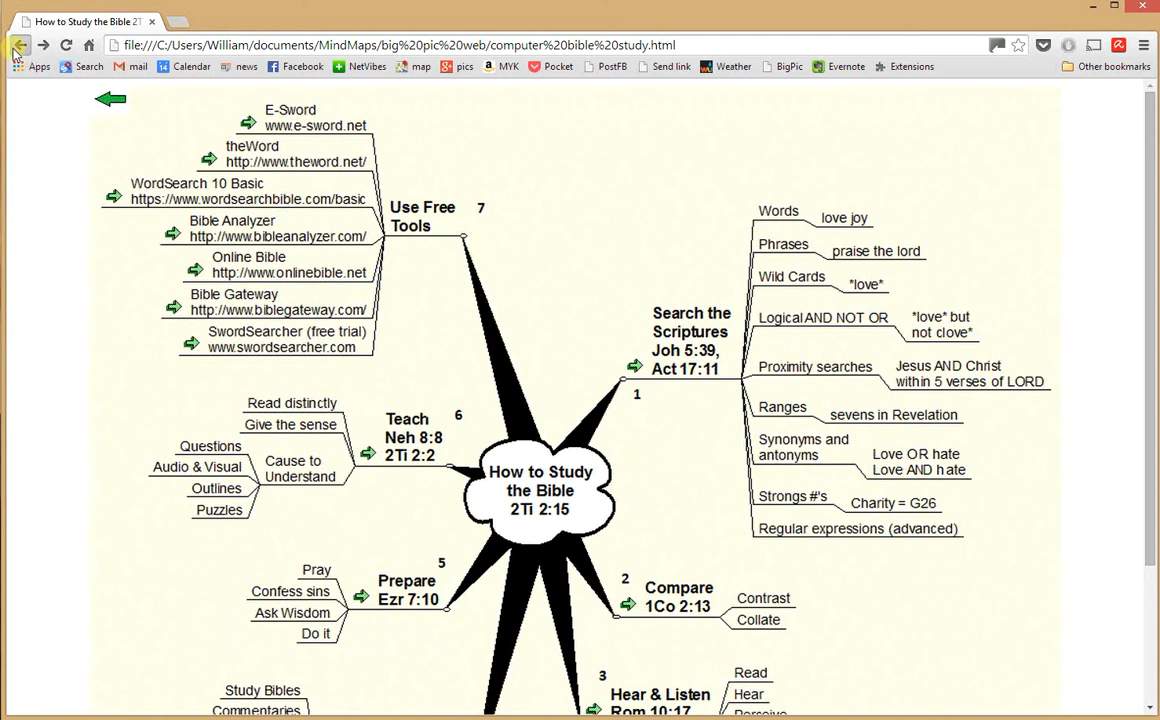 How to Study the Bible 2T
file:///C:/Users/William/documents/MindMaps/big%20pic%20web/computer%20bible%20study.html
Apps Search mail Calendar news Facebook NetVibes map pics MYK Pocket PostFB Send link Weather BigPic Evernote Extensions Other bookmarks
E-Sword
www.e-sword.net
theWord
http://www.theword.net/
WordSearch 10 Basic
https://www.wordsearchbible.com/basic
Bible Analyzer
http://www.bibleanalyzer.com/
Online Bible
http://www.onlinebible.net
Bible Gateway
http://www.biblegateway.com/
SwordSearcher (free trial)
www.swordsearcher.com
Use Free
Tools
7
Search the
Scriptures
Joh 5:39,
Act 17:11
1
Words
love joy
Phrases
praise the lord
Wild Cards
*love*
Logical AND NOT OR
*love* but
not clove*
Proximity searches
Jesus AND Christ
within 5 verses of LORD
Ranges
sevens in Revelation
Synonyms and
antonyms
Love OR hate
Love AND hate
Strongs #'s
Charity = G26
Regular expressions (advanced)
Read distinctly
Give the sense
Cause to
Understand
Questions
Audio & Visual
Outlines
Puzzles
Teach
Neh 8:8
2Ti 2:2
6
How to Study
the Bible
2Ti 2:15
Pray
Confess sins
Ask Wisdom
Do it
Prepare
Ezr 7:10
5
2
Compare
1Co 2:13
Contrast
Collate
3
Hear & Listen
Rom 10:17
Read
Hear
Perceive
Study Bibles
Commentaries